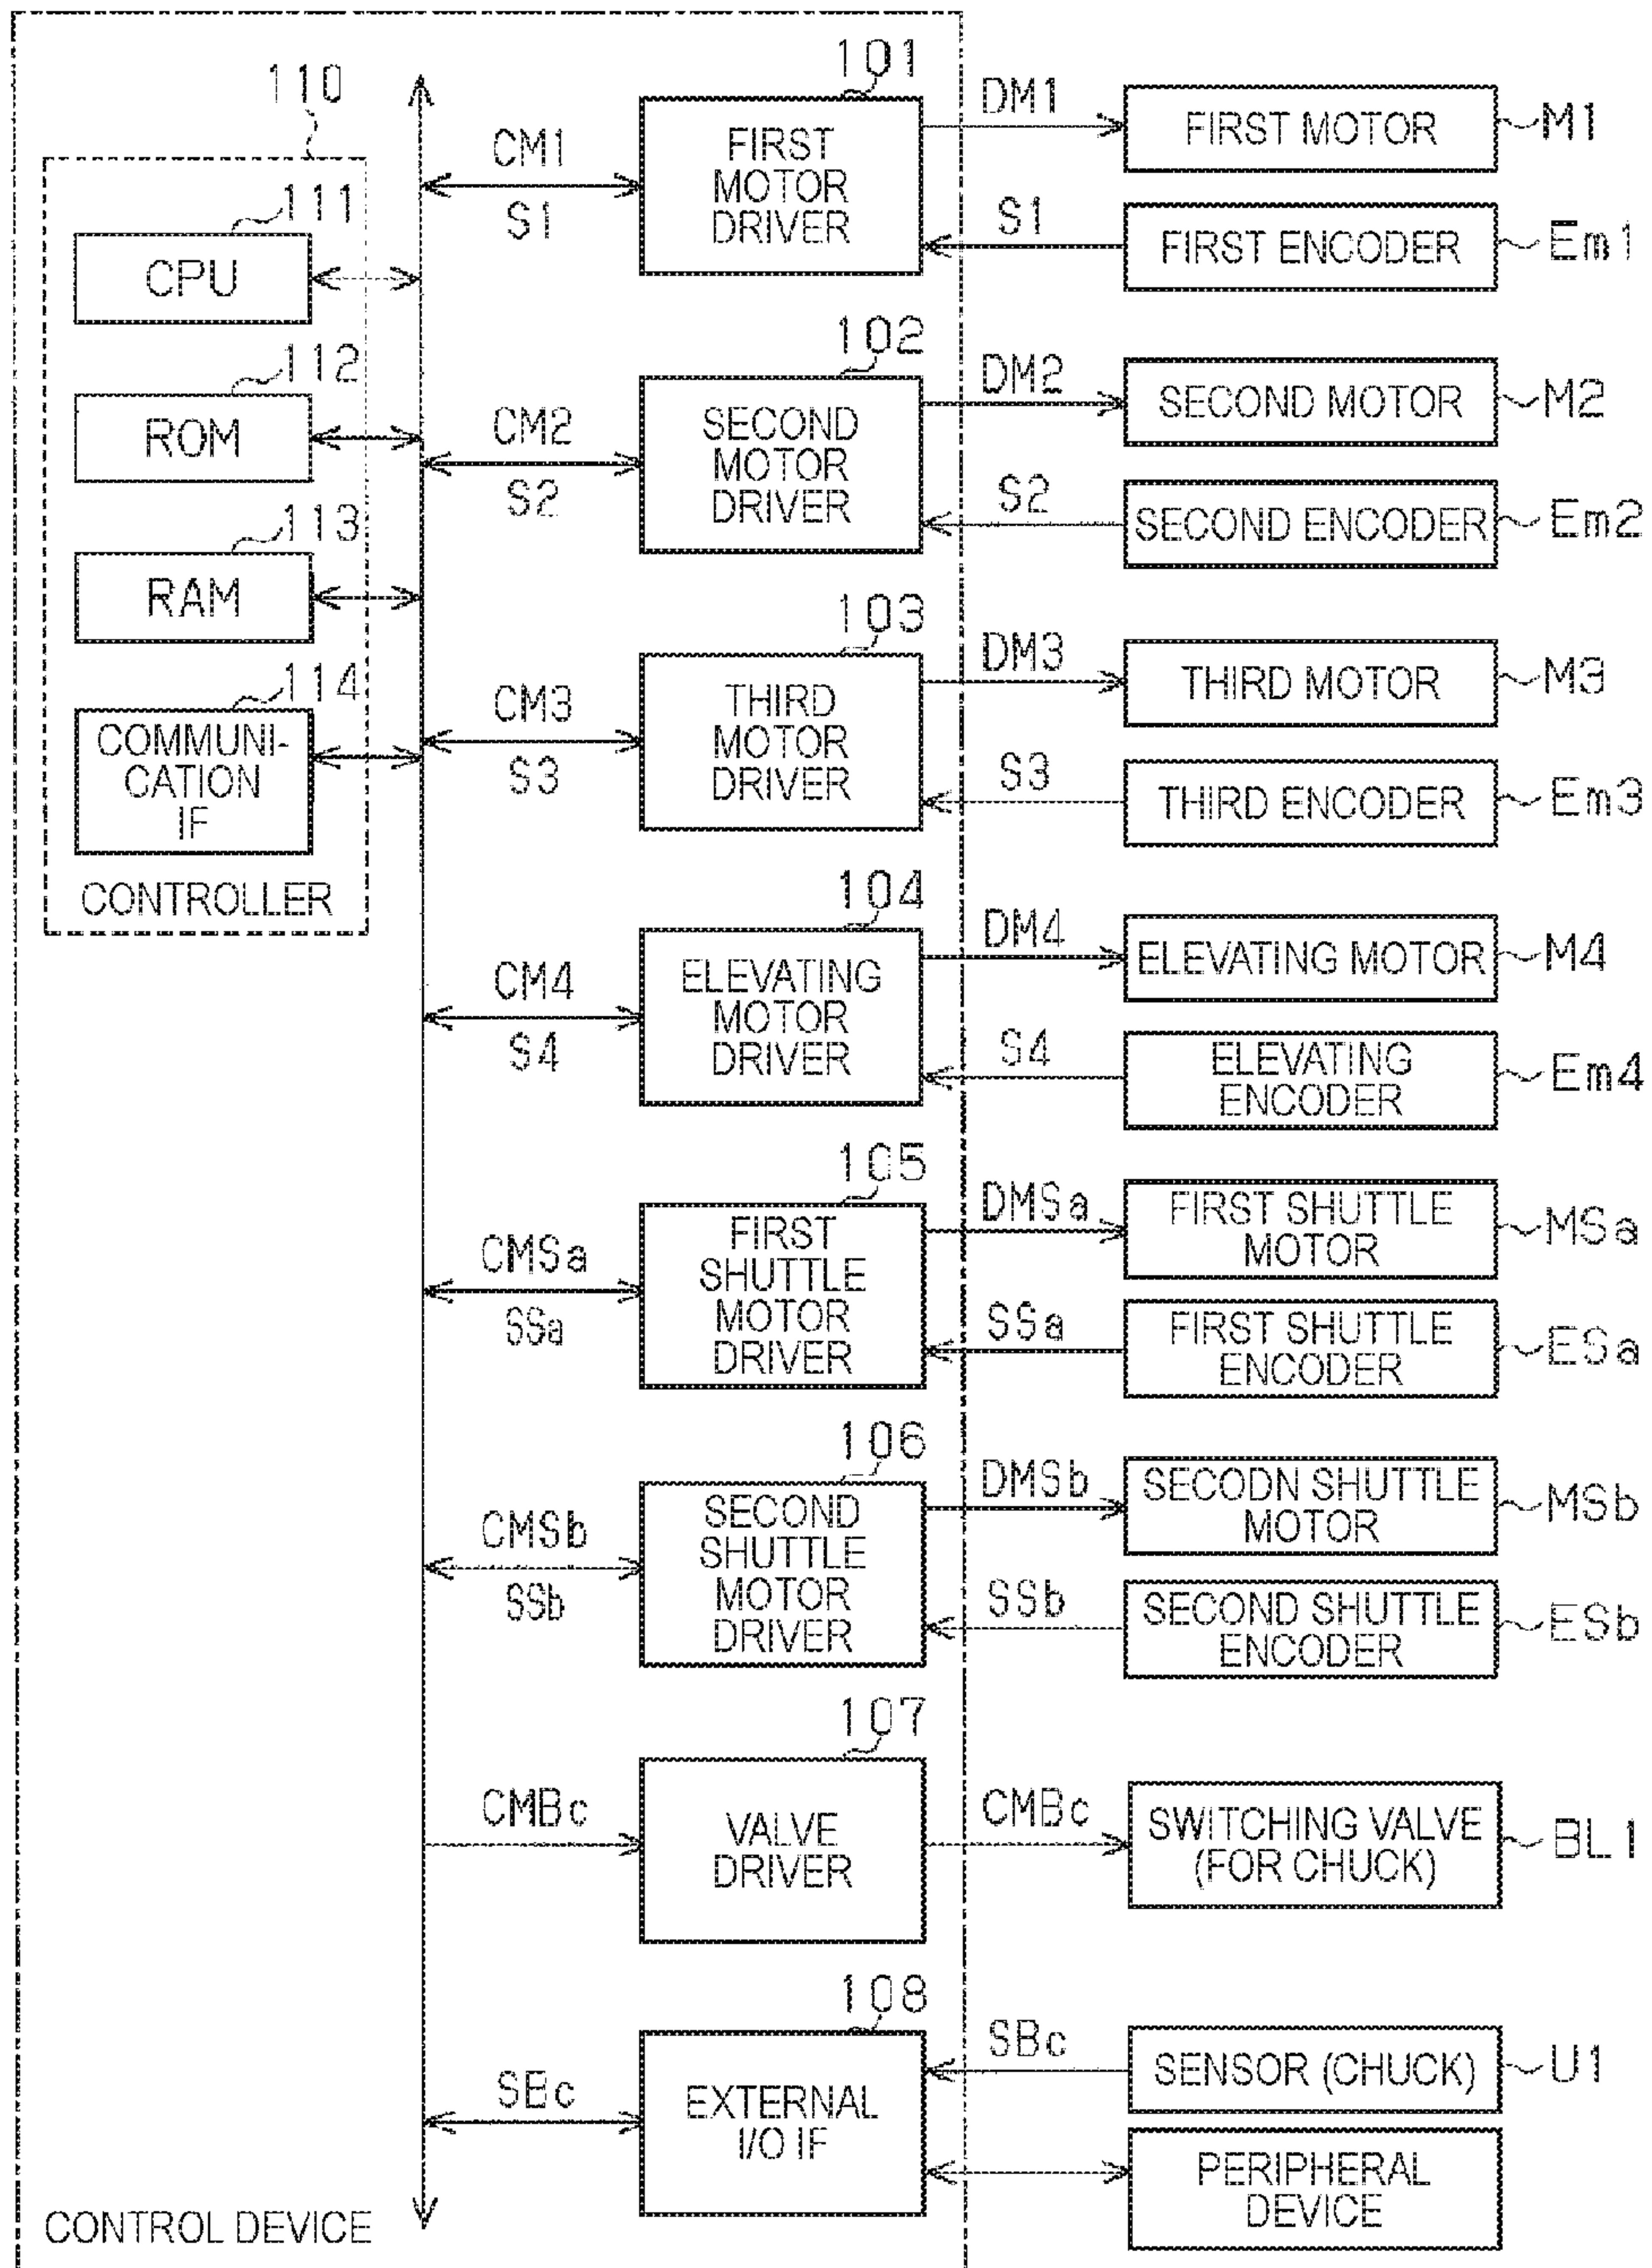 110
111
CPU
112
ROM
113
RAM
114
COMMUNI-
CATION
IF
CONTROLLER
101
CM1
S1
FIRST
MOTOR
DRIVER
DM1
FIRST MOTOR
M1
S1
FIRST ENCODER
Em1
102
CM2
S2
SECOND
MOTOR
DRIVER
DM2
SECOND MOTOR
M2
S2
SECOND ENCODER
Em2
103
CM3
S3
THIRD
MOTOR
DRIVER
DM3
THIRD MOTOR
M3
S3
THIRD ENCODER
Em3
104
CM4
S4
ELEVATING
MOTOR
DRIVER
DM4
ELEVATING MOTOR
M4
S4
ELEVATING
ENCODER
Em4
105
CMSa
SSa
FIRST
SHUTTLE
MOTOR
DRIVER
DMSa
FIRST SHUTTLE
MOTOR
MSa
SSa
FIRST SHUTTLE
ENCODER
ESa
106
CMSb
SSb
SECOND
SHUTTLE
MOTOR
DRIVER
DMSb
SECODN SHUTTLE
MOTOR
MSb
SSb
SECOND SHUTTLE
ENCODER
ESb
107
CMBc
VALVE
DRIVER
CMBc
SWITCHING VALVE
(FOR CHUCK)
BL1
108
SBc
EXTERNAL
I/O IF
SBc
SENSOR (CHUCK)
U1
PERIPHERAL
DEVICE
CONTROL DEVICE